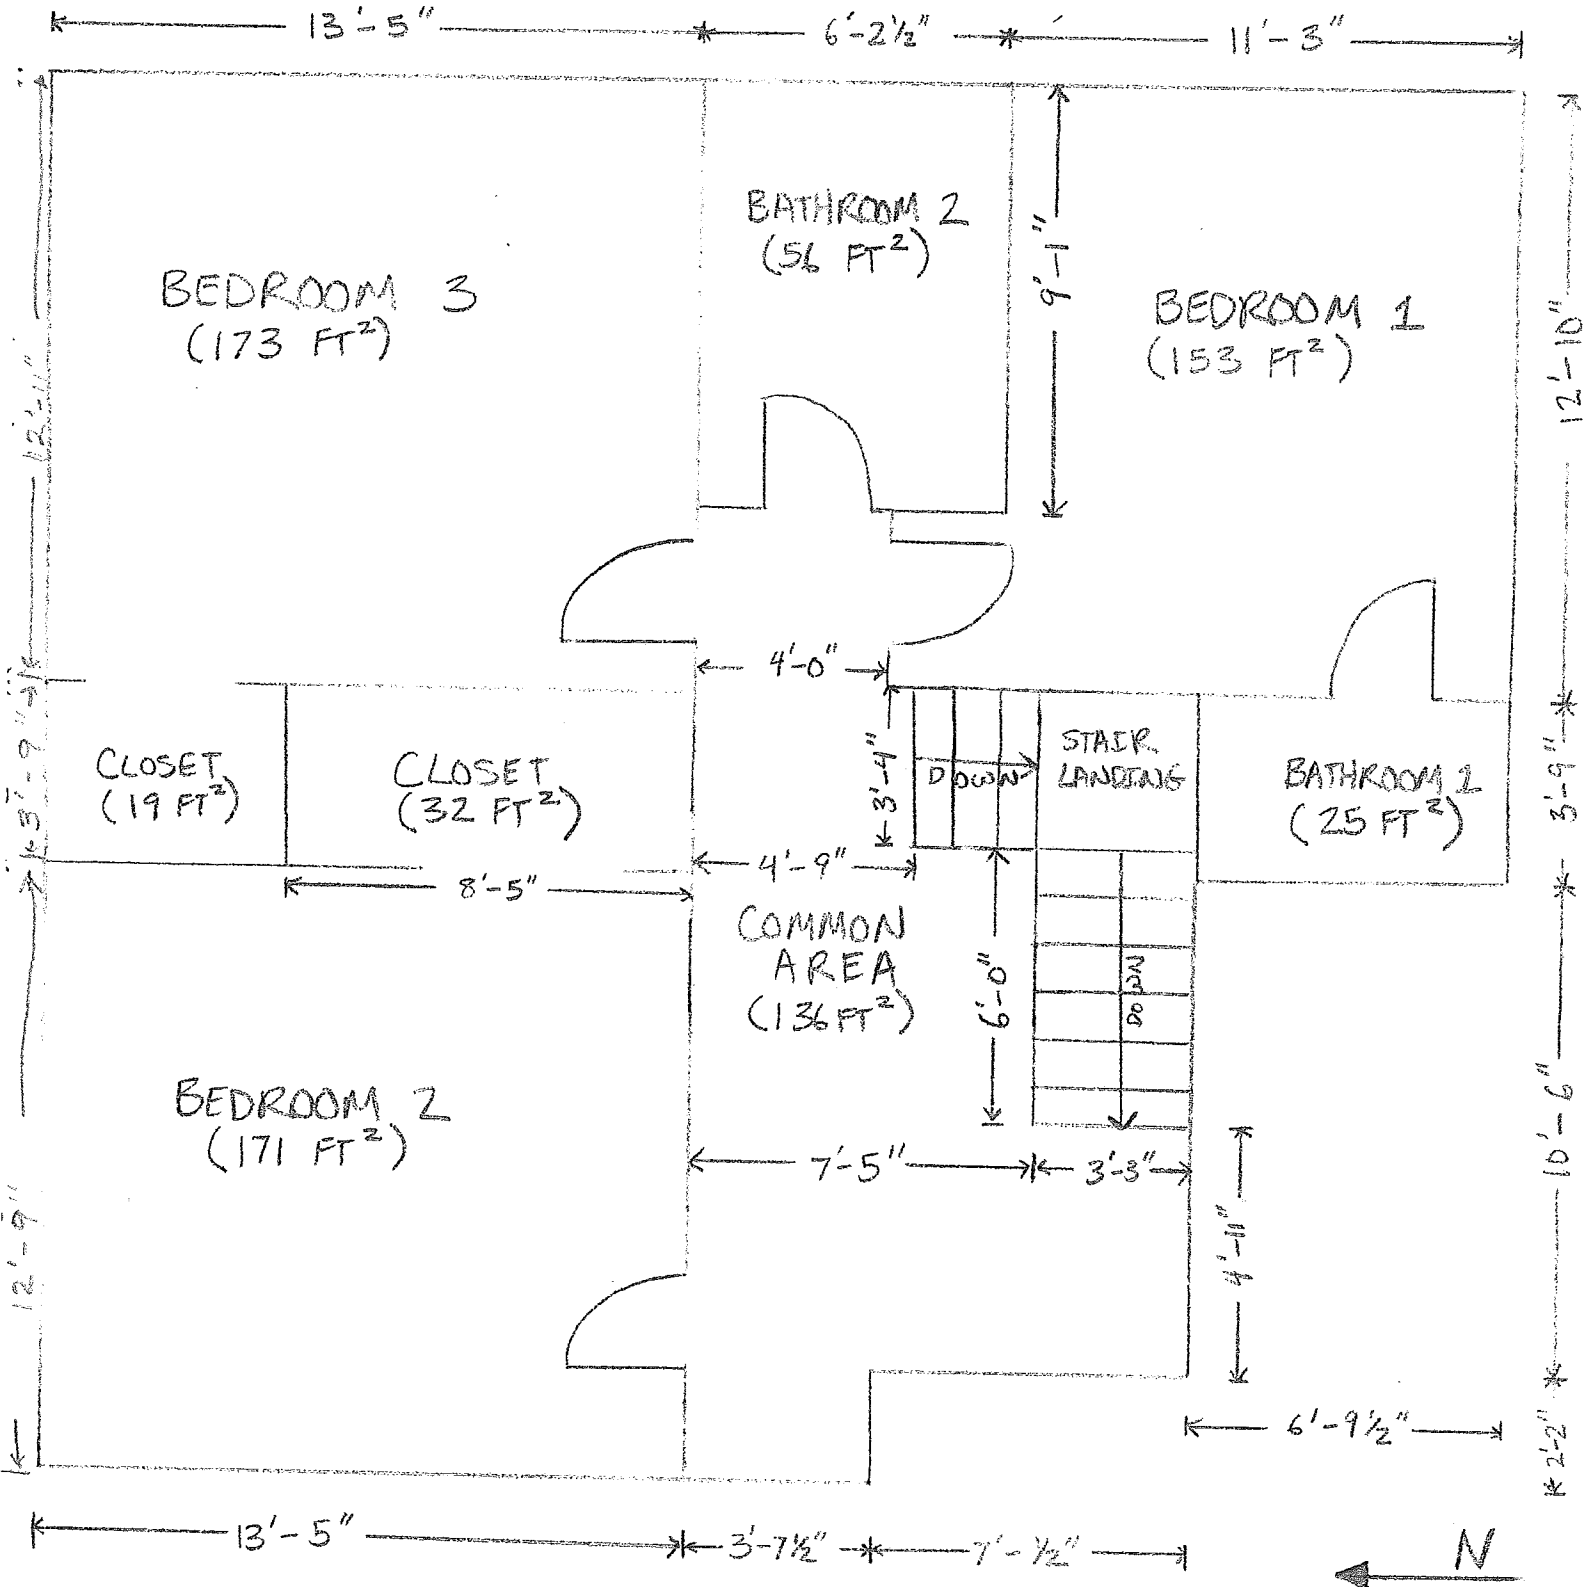 13'-5"
6'-2½"
11'-3"
BATHROOM 2
(56 FT²)
9'-1"
BEDROOM 3
(173 FT²)
BEDROOM 1
(153 FT²)
12'-11"
12'-10"
4'-0"
3'-9"
CLOSET
(19 FT²)
CLOSET
(32 FT²)
3'-4"
DOWN
STAIR
LANDING
BATHROOM 1
(25 FT²)
3'-9"
8'-5"
4'-9"
COMMON
AREA
(136 FT²)
6'-0"
DOWN
BEDROOM 2
(171 FT²)
10'-6"
7'-5"
3'-3"
12'-9"
4'-11"
6'-9½"
2'-2"
13'-5"
3'-7½"
7'-½"
N